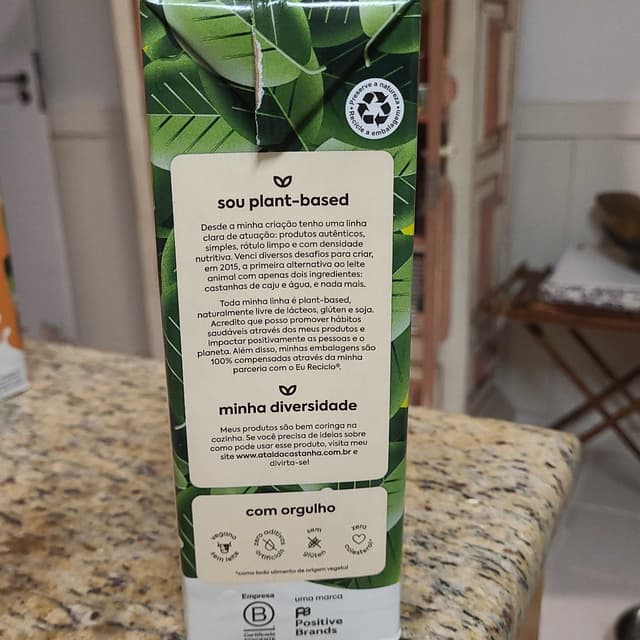 Preserve a natureza
Recicle a embalagem
sou plant-based
Desde a minha criação tenho uma linha
clara de atuação: produtos autênticos,
simples, rótulo limpo e com densidade
nutritiva. Venci diversos desafios para criar,
em 2015, a primeira alternativa ao leite
animal com apenas dois ingredientes:
castanhas de caju e água, e nada mais.
Toda minha linha é plant-based,
naturalmente livre de lácteos, glúten e soja.
Acredito que posso promover hábitos
saudáveis através dos meus produtos e
impactar positivamente as pessoas e o
planeta. Além disso, minhas embalagens são
100% compensadas através da minha
parceria com o Eu Reciclo®.
minha diversidade
Meus produtos são bem coringa na
cozinha. Se você precisa de ideias sobre
como pode usar esse produto, visita meu
site www.ataldacastanha.com.br e
divirta-se!
com orgulho
vegano
sem leite
zero aditivos
artificiais
sem
glúten
zero
colesterol*
*como todo alimento de origem vegetal
Empresa
B
Certificada
uma marca
Positive
Brands